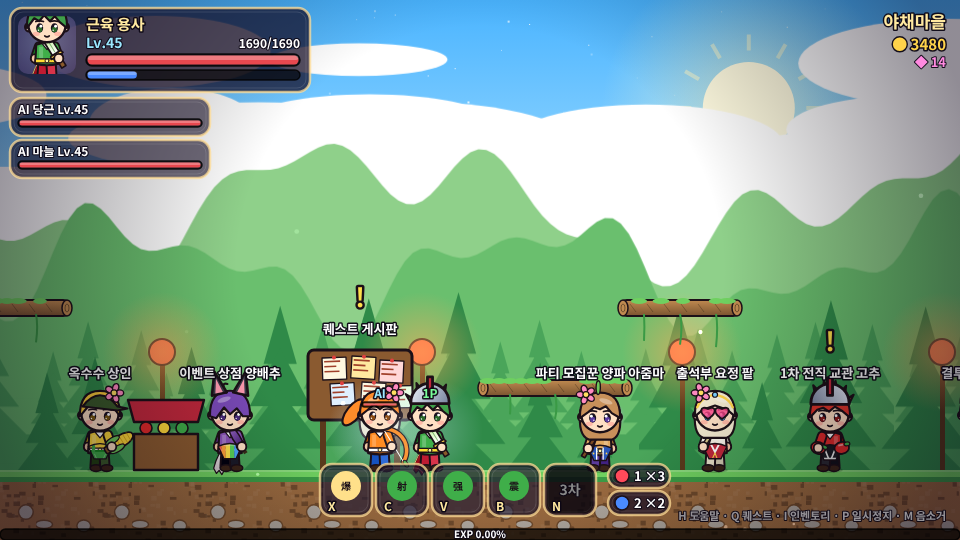 근육 용사
Lv.45
1690/1690
AI 당근 Lv.45
AI 마늘 Lv.45
야채마을
3480
14
퀘스트 게시판
옥수수 상인
이벤트 상점 양배추
파티 모집꾼 양파 아줌마
출석부 요정 팥
1차 전직 교관 고추
결투
AI
1P
爆
射
强
震
3차
X
C
V
B
N
1 ×3
2 ×2
H 도움말 · Q 퀘스트 · I 인벤토리 · P 일시정지 · M 음소거
EXP 0.00%